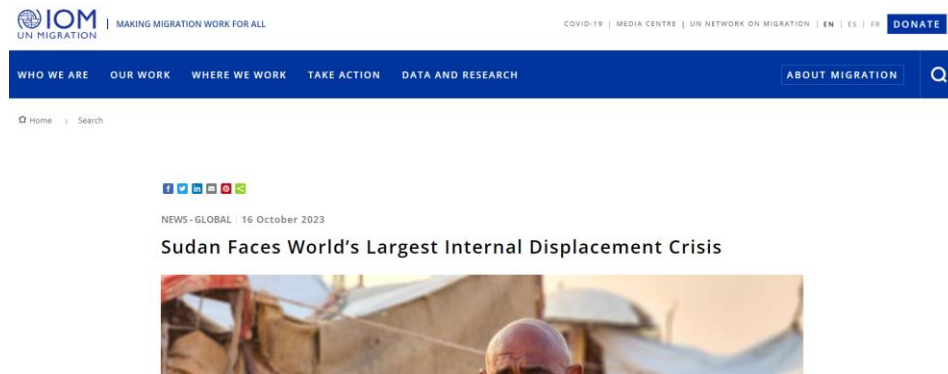 IOM
UN MIGRATION
MAKING MIGRATION WORK FOR ALL
COVID-19 | MEDIA CENTRE | UN NETWORK ON MIGRATION | EN | ES | FR
DONATE
WHO WE ARE OUR WORK WHERE WE WORK TAKE ACTION DATA AND RESEARCH ABOUT MIGRATION
Home > Search
NEWS - GLOBAL | 16 October 2023
Sudan Faces World's Largest Internal Displacement Crisis